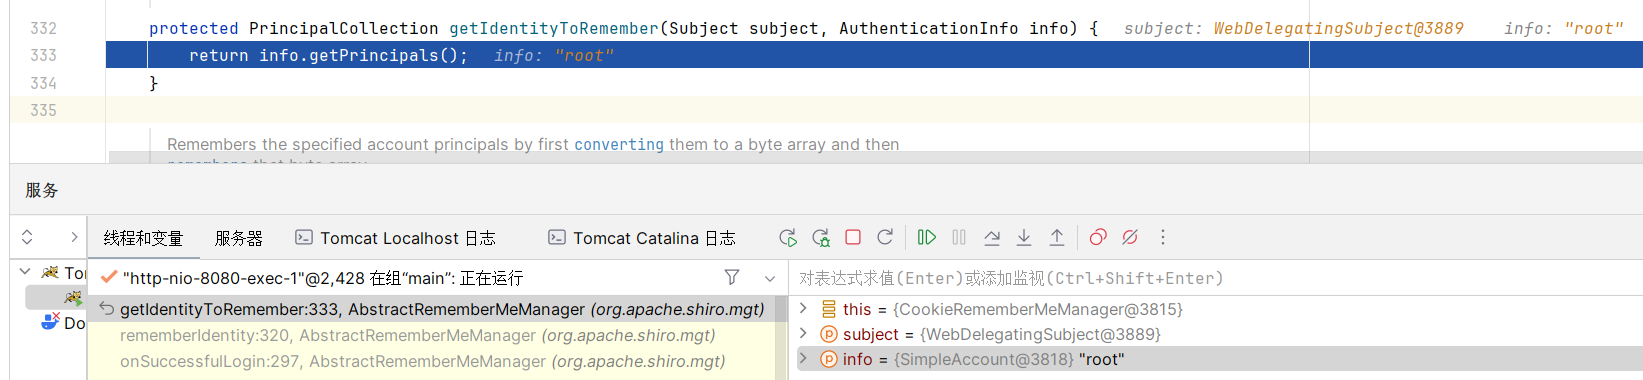 332 protected PrincipalCollection getIdentityToRemember(Subject subject, AuthenticationInfo info) { subject: WebDelegatingSubject@3889 info: "root"
333 return info.getPrincipals(); info: "root"
334 }
335
Remembers the specified account principals by first converting them to a byte array and then
remembers that byte array
服务
线程和变量 服务器 Tomcat Localhost 日志 Tomcat Catalina 日志
Tor
"http-nio-8080-exec-1"@2,428 在组“main”: 正在运行
对表达式求值(Enter)或添加监视(Ctrl+Shift+Enter)
getIdentityToRemember:333, AbstractRememberMeManager (org.apache.shiro.mgt)
this = {CookieRememberMeManager@3815}
Do
rememberIdentity:320, AbstractRememberMeManager (org.apache.shiro.mgt)
subject = {WebDelegatingSubject@3889}
onSuccessfulLogin:297, AbstractRememberMeManager (org.apache.shiro.mgt)
info = {SimpleAccount@3818} "root"